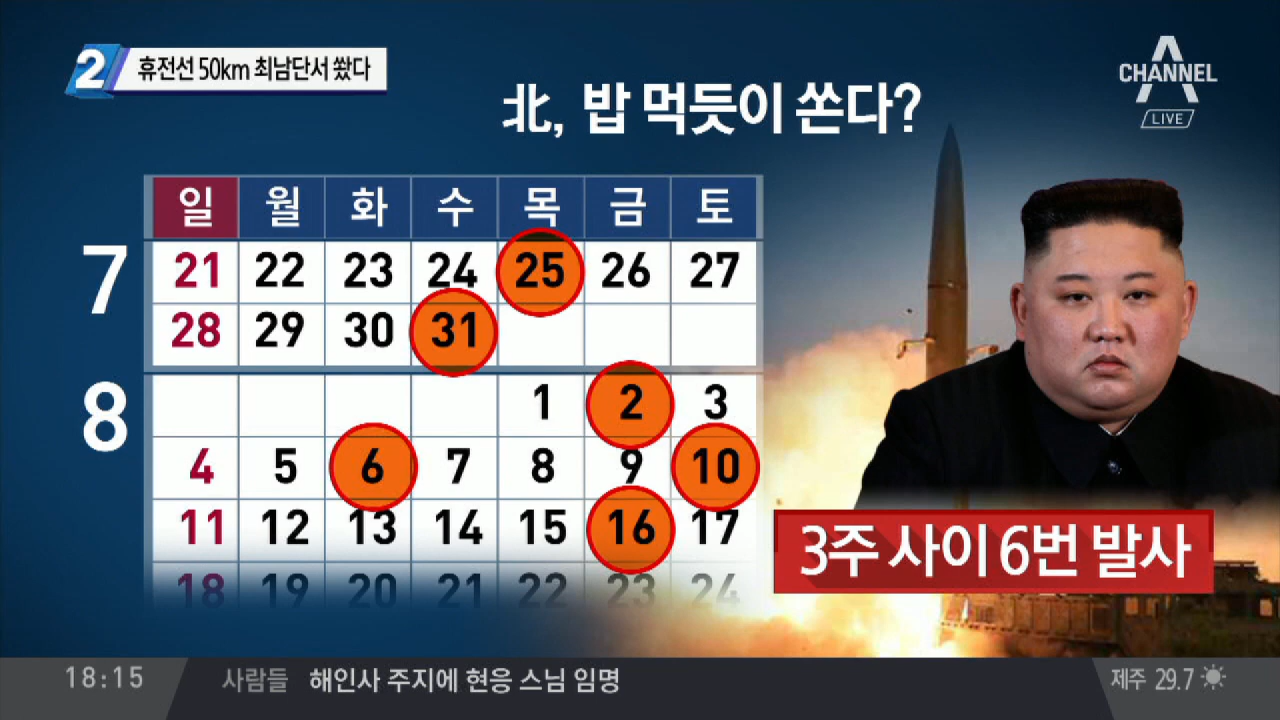 2 휴전선 50km 최남단서 쐈다
CHANNEL A
LIVE
北, 밥 먹듯이 쏜다?
일 월 화 수 목 금 토
7
21 22 23 24 25 26 27
28 29 30 31
8
1 2 3
4 5 6 7 8 9 10
11 12 13 14 15 16 17
18 19 20 21 22 23 24
3주 사이 6번 발사
18:15 사람들 해인사 주지에 현응 스님 임명 제주 29.7